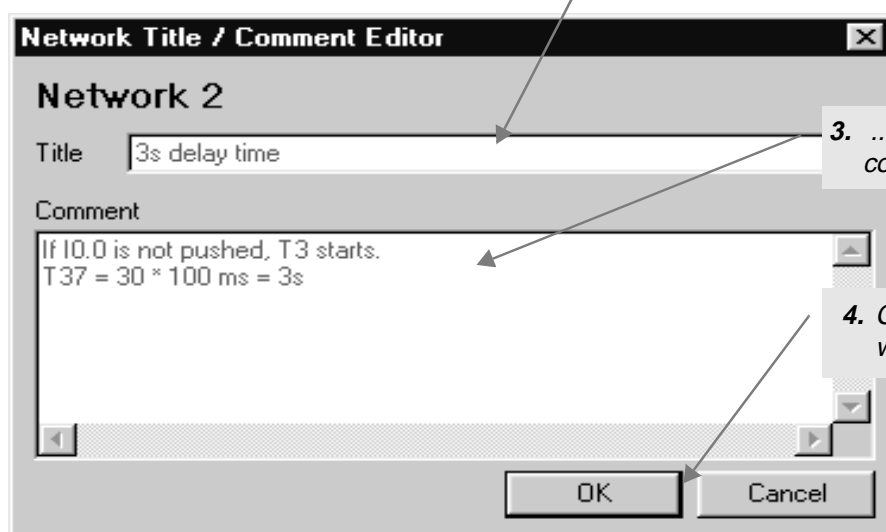 Network Title / Comment Editor
Network 2
Title
3s delay time
3. ..
Comment
If I0.0 is not pushed, T3 starts.
T37 = 30 * 100 ms = 3s
4.
OK
Cancel